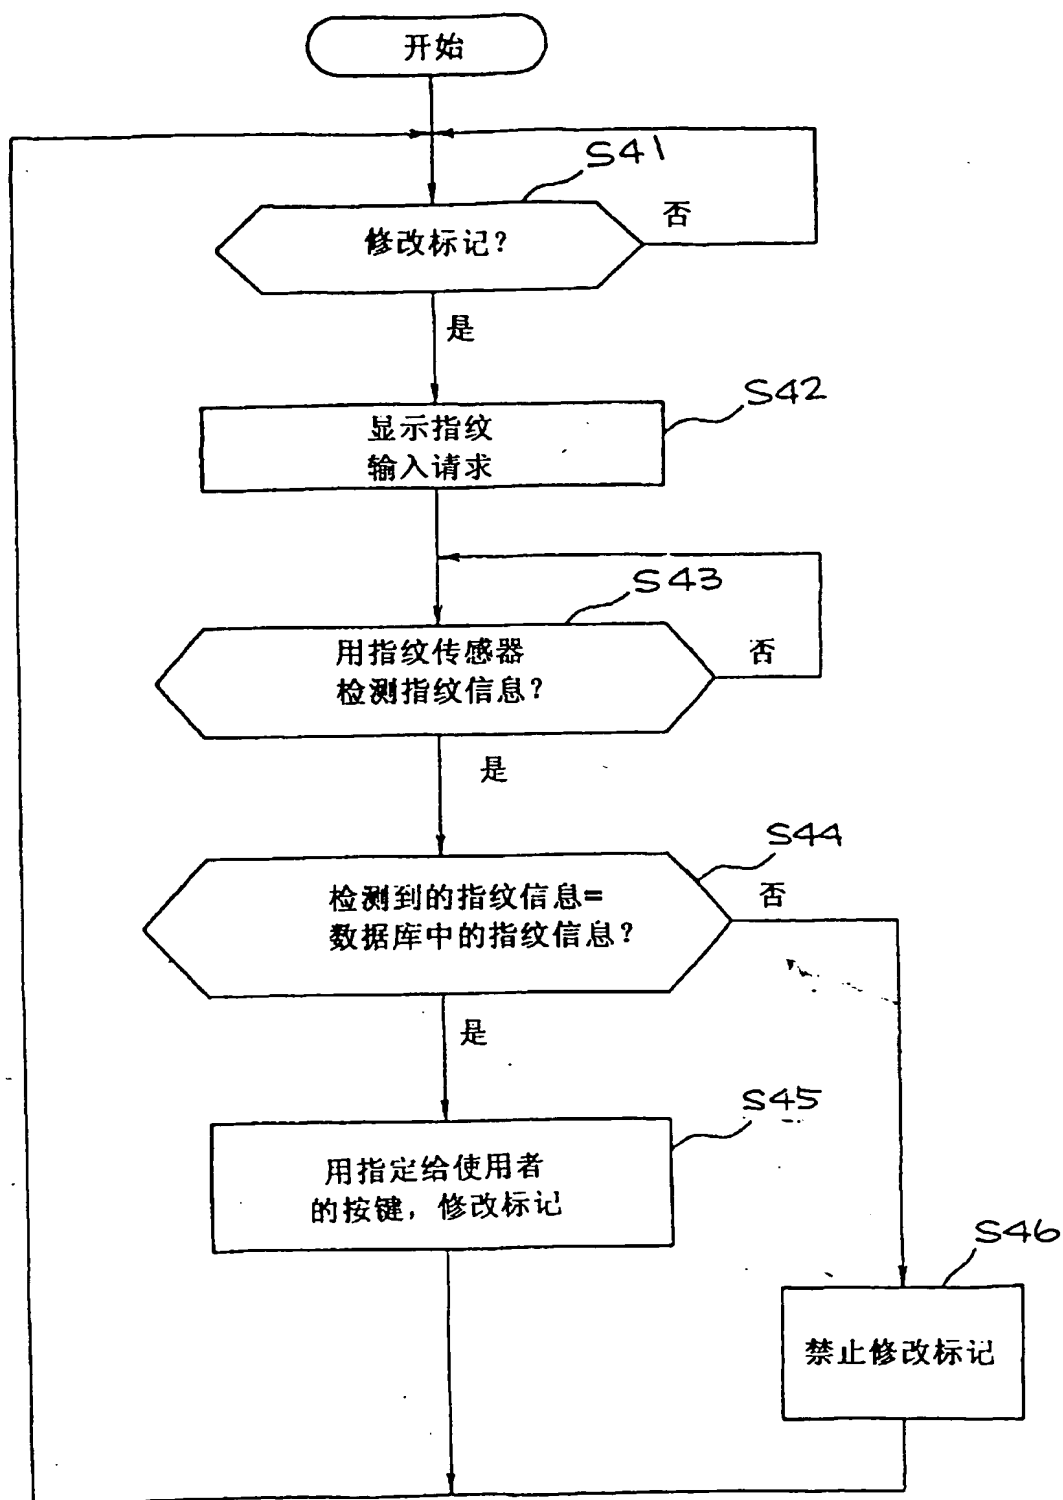 开始
S41
修改标记?
否
是
S42
显示指纹
输入请求
S43
用指纹传感器
检测指纹信息?
否
是
S44
检测到的指纹信息=
数据库中的指纹信息?
否
是
S45
用指定给使用者
的按键，修改标记
S46
禁止修改标记